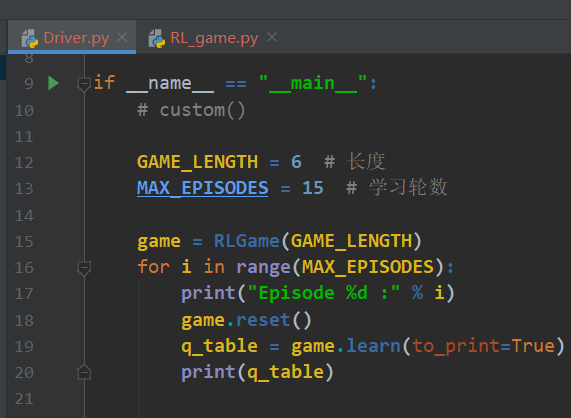 Driver.py RL_game.py
8
9 if __name__ == "__main__":
10 # custom()
11
12 GAME_LENGTH = 6  # 长度
13 MAX_EPISODES = 15  # 学习轮数
14
15 game = RLGame(GAME_LENGTH)
16 for i in range(MAX_EPISODES):
17 print("Episode %d :" % i)
18 game.reset()
19 q_table = game.learn(to_print=True)
20 print(q_table)
21